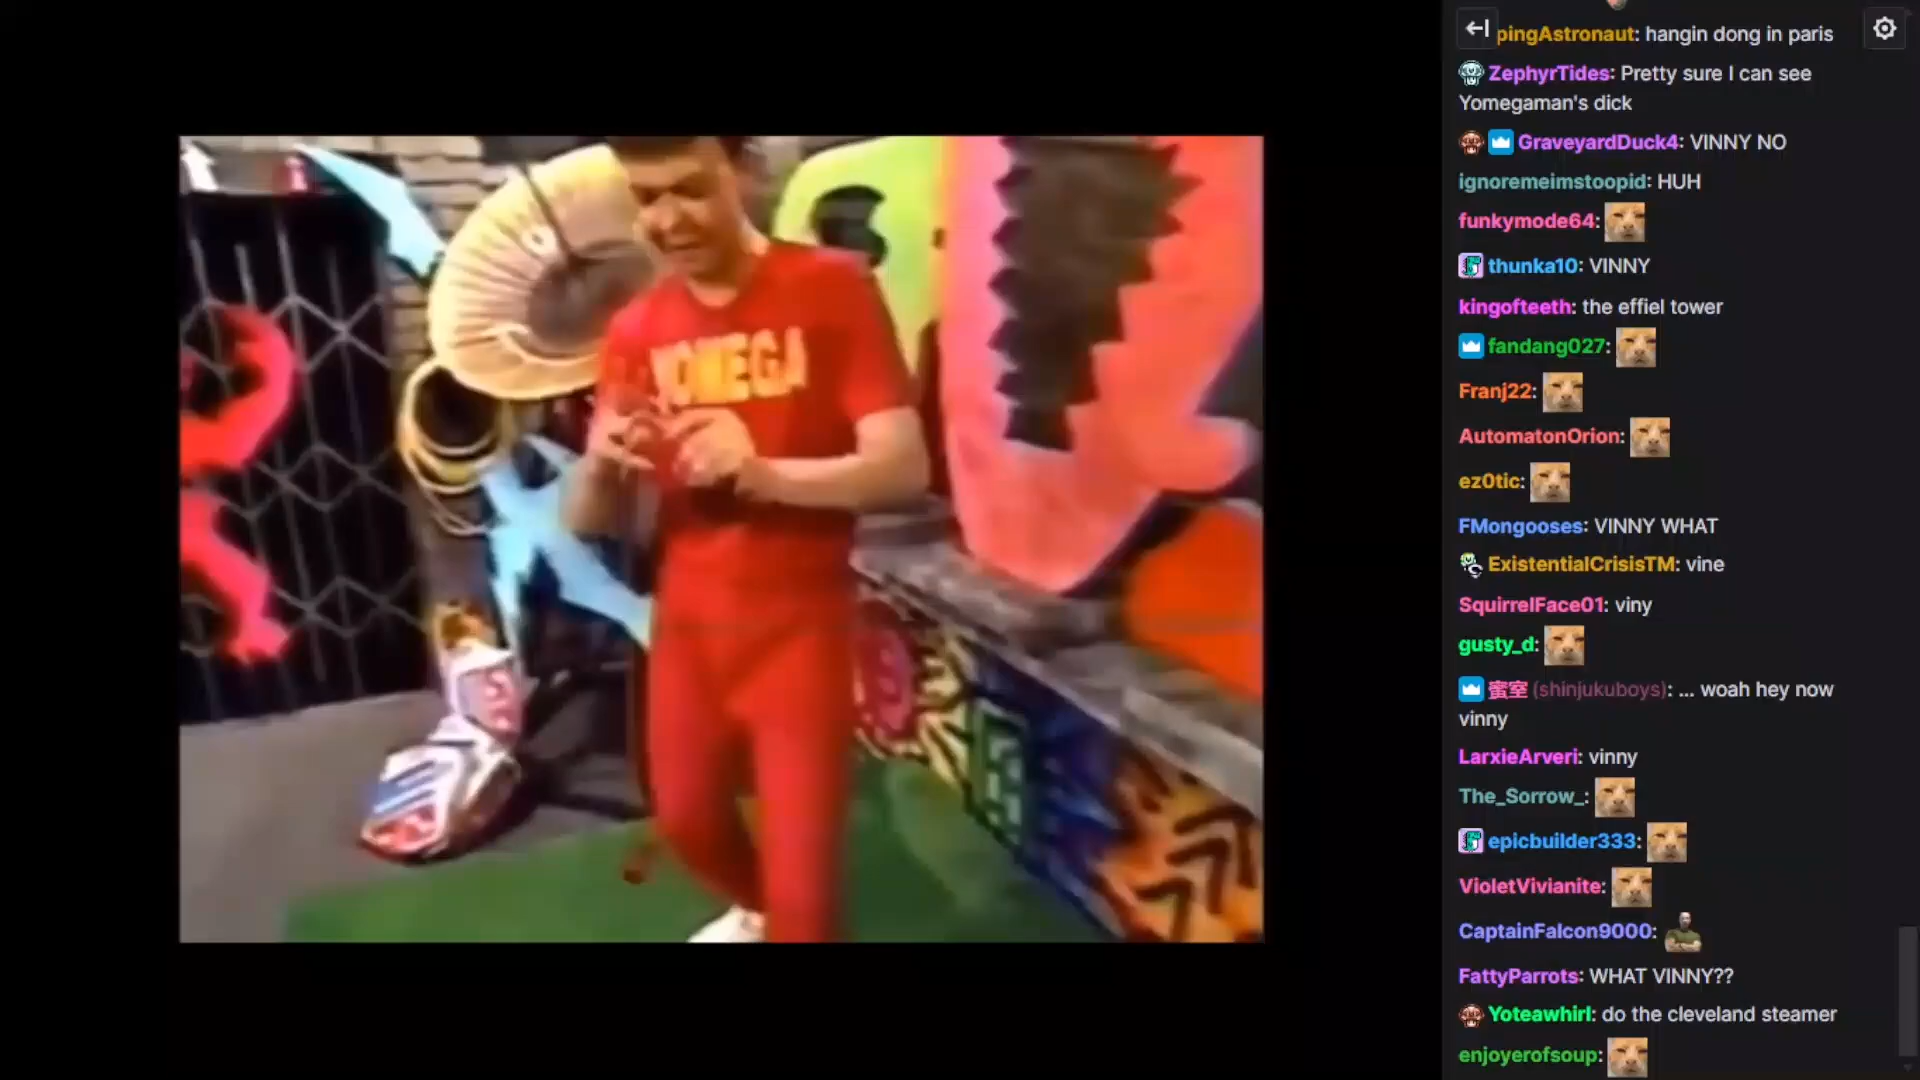 pingAstronaut: hangin dong in paris
ZephyrTides: Pretty sure I can see
Yomegaman's dick
GraveyardDuck4: VINNY NO
ignoremeimstoopid: HUH
funkymode64:
thunka10: VINNY
kingofteeth: the effiel tower
fandang027:
Franj22:
AutomatonOrion:
ez0tic:
FMongooses: VINNY WHAT
ExistentialCrisisTM: vine
SquirrelFace01: viny
gusty_d:
蜜室 (shinjukuboys): ... woah hey now
vinny
LarxieArveri: vinny
The_Sorrow_:
epicbuilder333:
VioletVivianite:
CaptainFalcon9000:
FattyParrots: WHAT VINNY??
Yoteawhirl: do the cleveland steamer
enjoyerofsoup:
YOMEGA